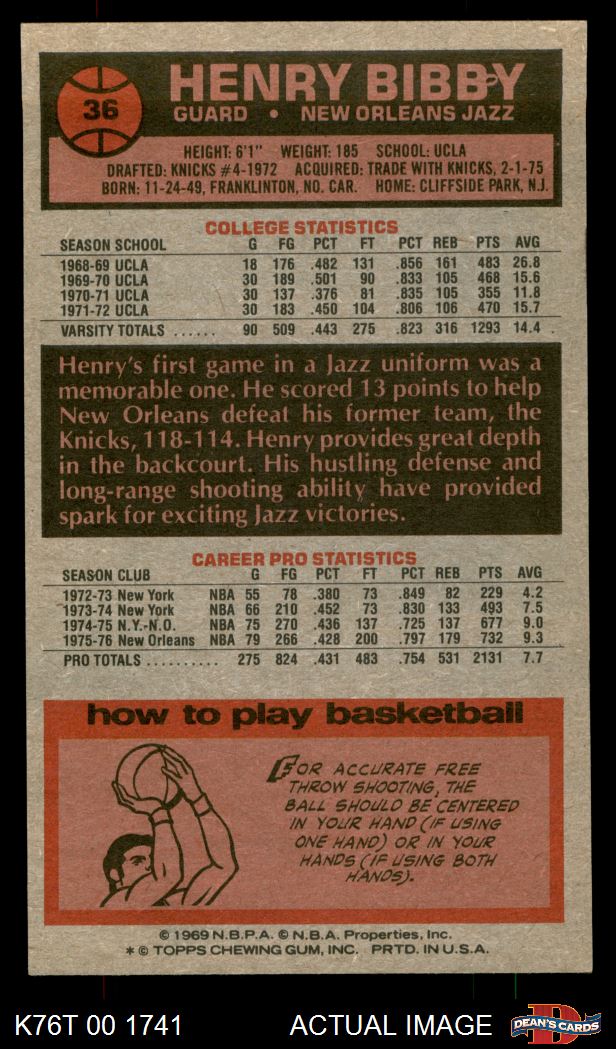 36
HENRY BIBBY
GUARD • NEW ORLEANS JAZZ
HEIGHT: 6'1" WEIGHT: 185 SCHOOL: UCLA
DRAFTED: KNICKS #4-1972 ACQUIRED: TRADE WITH KNICKS, 2-1-75
BORN: 11-24-49, FRANKLINTON, NO. CAR. HOME: CLIFFSIDE PARK, N.J.
COLLEGE STATISTICS
SEASON SCHOOL G FG PCT FT PCT REB PTS AVG
1968-69 UCLA 18 176 .482 131 .856 161 483 26.8
1969-70 UCLA 30 189 .501 90 .833 105 468 15.6
1970-71 UCLA 30 137 .376 81 .835 105 355 11.8
1971-72 UCLA 30 183 .450 104 .806 106 470 15.7
VARSITY TOTALS ...... 90 509 .443 275 .823 316 1293 14.4
Henry's first game in a Jazz uniform was a
memorable one. He scored 13 points to help
New Orleans defeat his former team, the
Knicks, 118-114. Henry provides great depth
in the backcourt. His hustling defense and
long-range shooting ability have provided
spark for exciting Jazz victories.
CAREER PRO STATISTICS
SEASON CLUB G FG PCT FT PCT REB PTS AVG
1972-73 New York NBA 55 78 .380 73 .849 82 229 4.2
1973-74 New York NBA 66 210 .452 73 .830 133 493 7.5
1974-75 N.Y.-N.O. NBA 75 270 .436 137 .725 137 677 9.0
1975-76 New Orleans NBA 79 266 .428 200 .797 179 732 9.3
PRO TOTALS .......... 275 824 .431 483 .754 531 2131 7.7
how to play basketball
FOR ACCURATE FREE
THROW SHOOTING, THE
BALL SHOULD BE CENTERED
IN YOUR HAND (IF USING
ONE HAND) OR IN YOUR
HANDS (IF USING BOTH
HANDS).
© 1969 N.B.P.A. © N.B.A. Properties, Inc.
* © TOPPS CHEWING GUM, INC. PRTD. IN U.S.A.
K76T 00 1741 ACTUAL IMAGE
DEAN'S CARDS